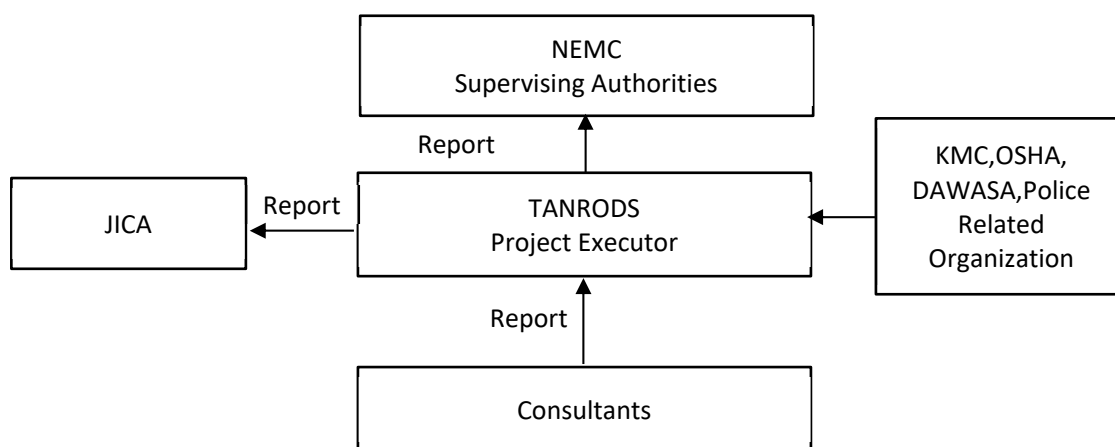 NEMC
Supervising Authorities
Report
KMC,OSHA,
DAWASA,Police
Related
Organization
JICA
Report
TANRODS
Project Executor
Report
Consultants